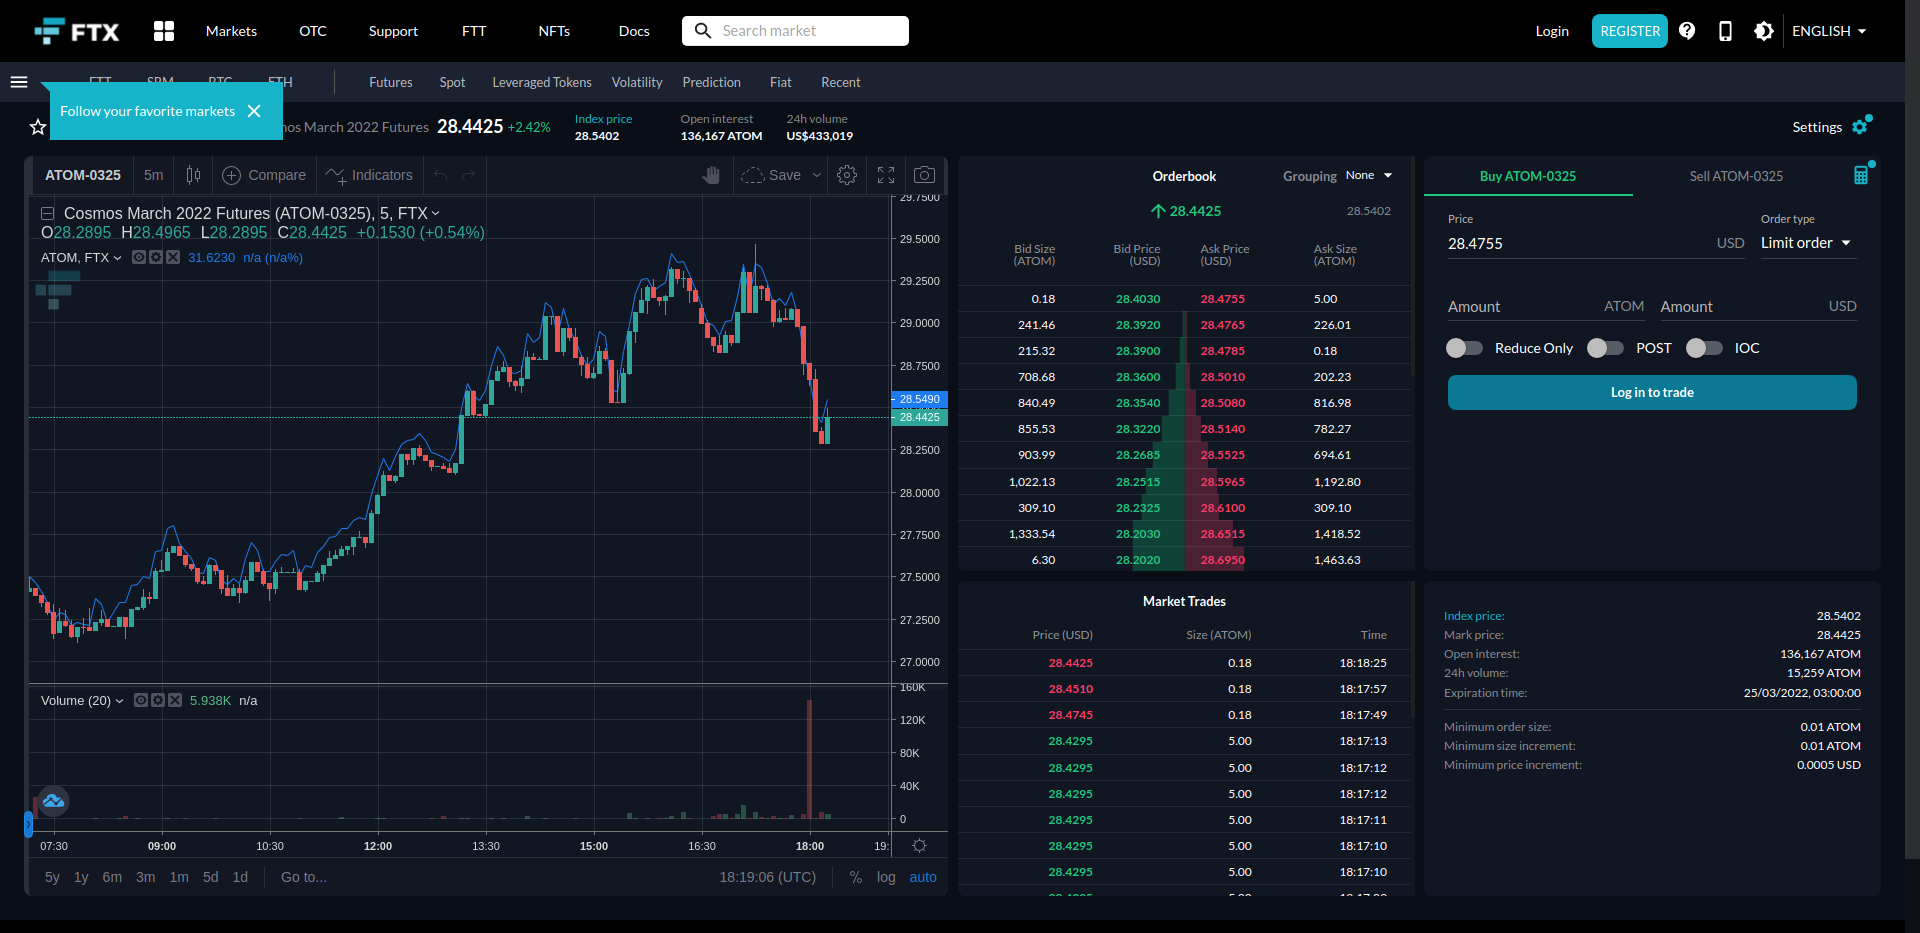 FTX
Markets
OTC
Support
FTT
NFTs
Docs
Search market
Login
REGISTER
ENGLISH
FTT
SRM
BTC
ETH
Futures
Spot
Leveraged Tokens
Volatility
Prediction
Fiat
Recent
Follow your favorite markets
March 2022 Futures
28.4425
+2.42%
Index price
28.5402
Open interest
136,167 ATOM
24h volume
US$433,019
Settings
ATOM-0325
5m
Compare
Indicators
Save
Cosmos March 2022 Futures (ATOM-0325), 5, FTX
O28.2895 H28.4965 L28.2895 C28.4425 +0.1530 (+0.54%)
ATOM, FTX
31.6230 n/a (n/a%)
29.7500
29.5000
29.2500
29.0000
28.7500
28.5490
28.4425
28.2500
28.0000
27.7500
27.5000
27.2500
27.0000
Volume (20)
5.938K n/a
160K
120K
80K
40K
0
07:30 09:00 10:30 12:00 13:30 15:00 16:30 18:00 19:
5y 1y 6m 3m 1m 5d 1d
Go to...
18:19:06 (UTC)
% log auto
Orderbook
Grouping None
28.4425
28.5402
Bid Size (ATOM) Bid Price (USD) Ask Price (USD) Ask Size (ATOM)
0.18 28.4030 28.4755 5.00
241.46 28.3920 28.4765 226.01
215.32 28.3900 28.4785 0.18
708.68 28.3600 28.5010 202.23
840.49 28.3540 28.5080 816.98
855.53 28.3220 28.5140 782.27
903.99 28.2685 28.5525 694.61
1,022.13 28.2515 28.5965 1,192.80
309.10 28.2325 28.6100 309.10
1,333.54 28.2030 28.6515 1,418.52
6.30 28.2020 28.6950 1,463.63
Market Trades
Price (USD) Size (ATOM) Time
28.4425 0.18 18:18:25
28.4510 0.18 18:17:57
28.4745 0.18 18:17:49
28.4295 5.00 18:17:13
28.4295 5.00 18:17:12
28.4295 5.00 18:17:12
28.4295 5.00 18:17:11
28.4295 5.00 18:17:10
28.4295 5.00 18:17:10
Buy ATOM-0325
Sell ATOM-0325
Price
28.4755 USD
Order type
Limit order
Amount ATOM
Amount USD
Reduce Only
POST
IOC
Log in to trade
Index price: 28.5402
Mark price: 28.4425
Open interest: 136,167 ATOM
24h volume: 15,259 ATOM
Expiration time: 25/03/2022, 03:00:00
Minimum order size: 0.01 ATOM
Minimum size increment: 0.01 ATOM
Minimum price increment: 0.0005 USD